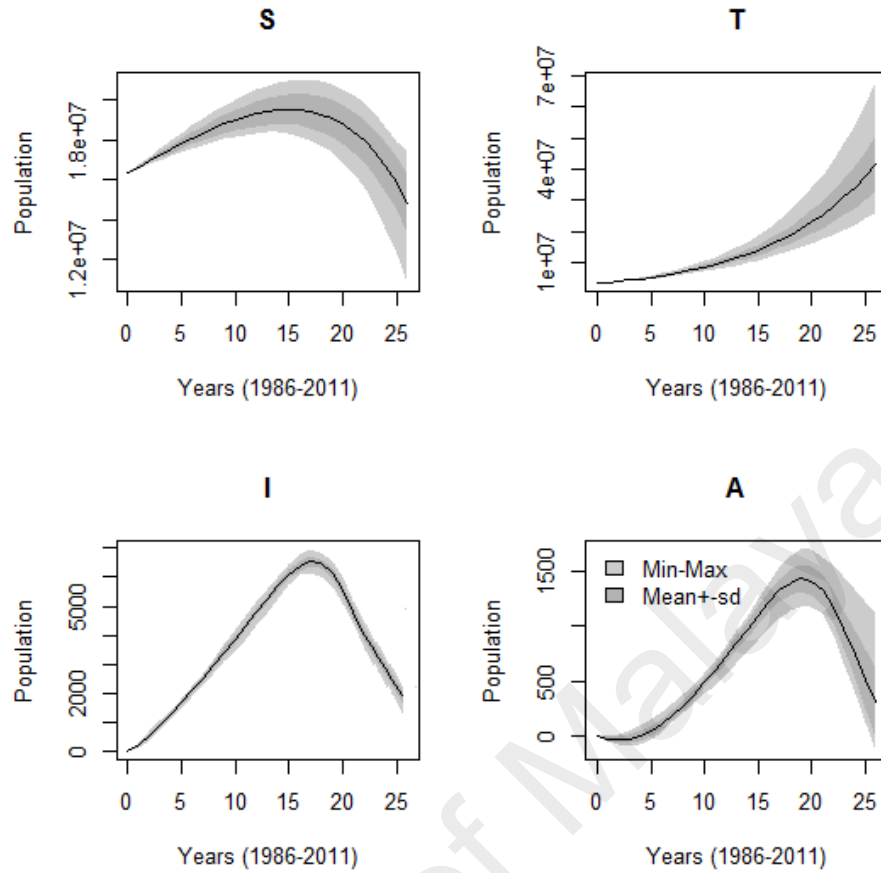 S
Population
1.2e+07 1.8e+07
0 5 10 15 20 25
Years (1986-2011)
T
Population
1e+07 4e+07 7e+07
0 5 10 15 20 25
Years (1986-2011)
I
Population
0 2000 5000
0 5 10 15 20 25
Years (1986-2011)
A
Population
0 500 1500
Min-Max
Mean+-sd
0 5 10 15 20 25
Years (1986-2011)
of Malaya